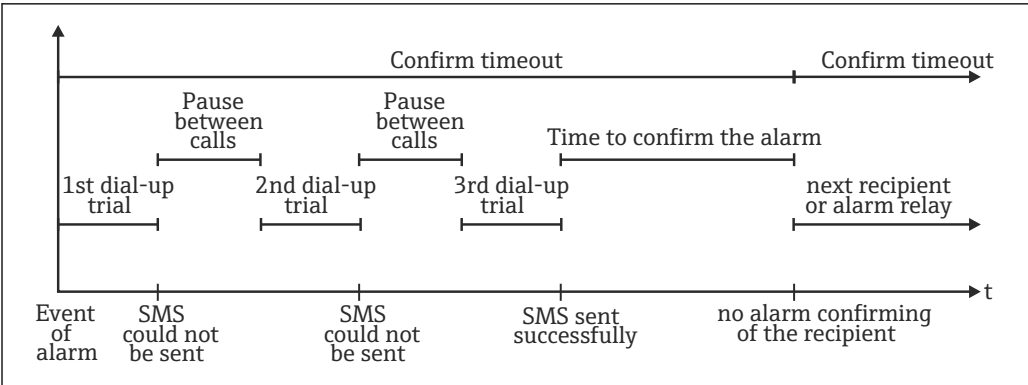 Confirm timeout
Confirm timeout
Pause
between
calls
Pause
between
calls
Time to confirm the alarm
1st dial-up
trial
2nd dial-up
trial
3rd dial-up
trial
next recipient
or alarm relay
t
Event
of
alarm
SMS
could not
be sent
SMS
could not
be sent
SMS sent
successfully
no alarm confirming
of the recipient